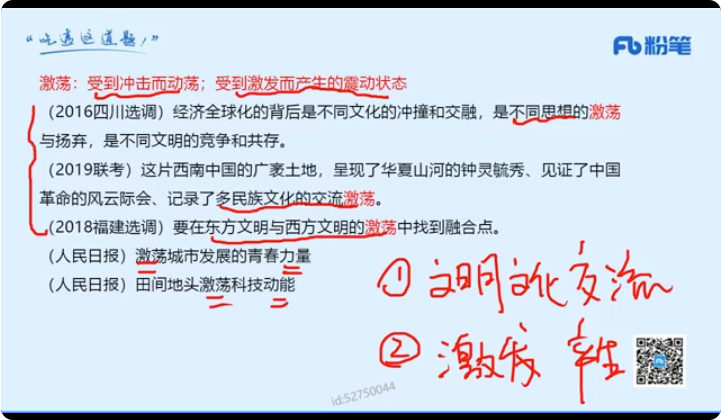 “吃透这道题！”
粉笔
激荡：受到冲击而动荡；受到激发而产生的震动状态
（2016四川选调）经济全球化的背后是不同文化的冲撞和交融，是不同思想的激荡
与扬弃，是不同文明的竞争和共存。
（2019联考）这片西南中国的广袤土地，呈现了华夏山河的钟灵毓秀、见证了中国
革命的风云际会、记录了多民族文化的交流激荡。
（2018福建选调）要在东方文明与西方文明的激荡中找到融合点。
（人民日报）激荡城市发展的青春力量
（人民日报）田间地头激荡科技动能
① 文明文化交流
② 激发 产生
id:52750044